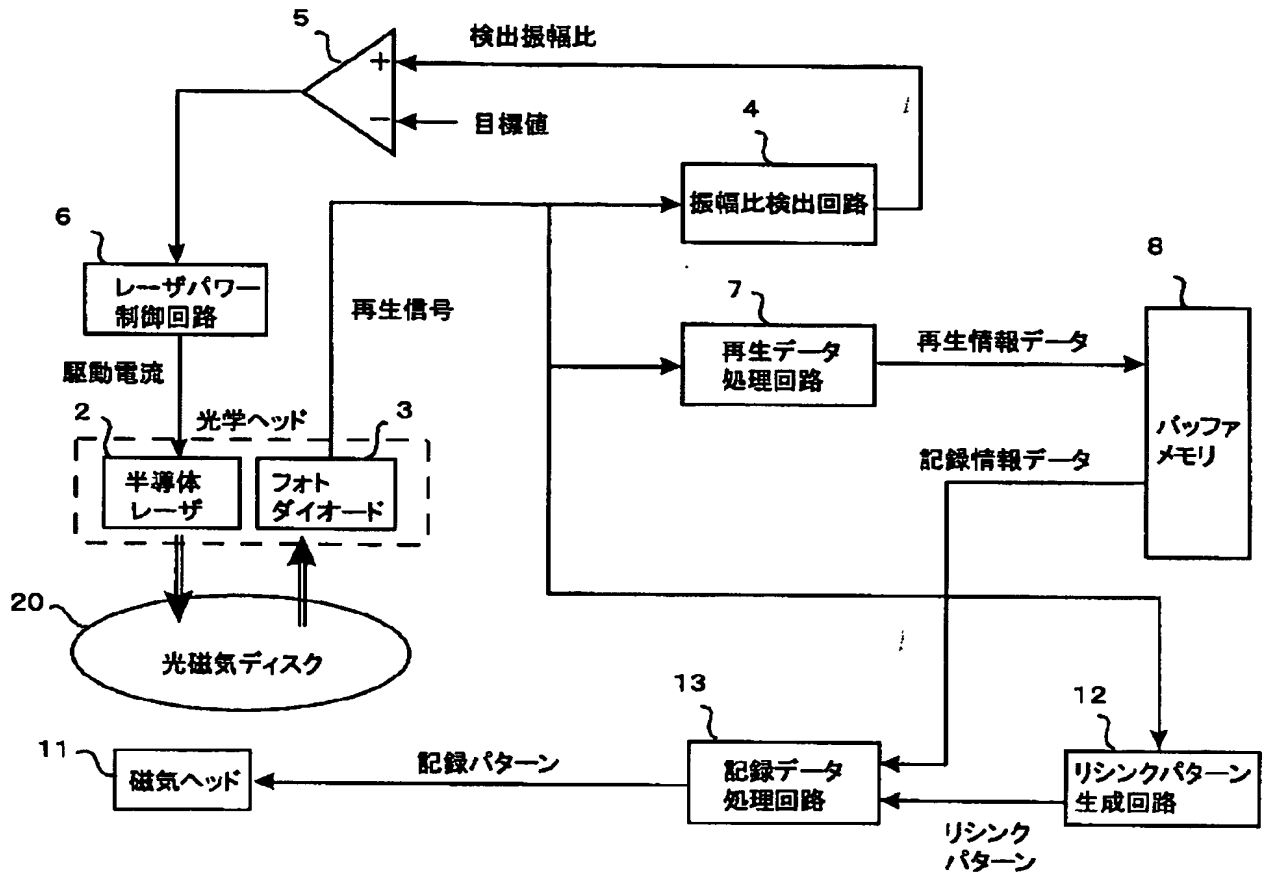 5
検出振幅比
+
-
目標値
4
振幅比検出回路
6
レーザパワー
制御回路
再生信号
7
再生データ
処理回路
再生情報データ
8
バッファ
メモリ
駆動電流
2
光学ヘッド
3
半導体
レーザ
フォト
ダイオード
記録情報データ
20
光磁気ディスク
13
12
11
磁気ヘッド
記録パターン
記録データ
処理回路
リシンクパターン
生成回路
リシンク
パターン